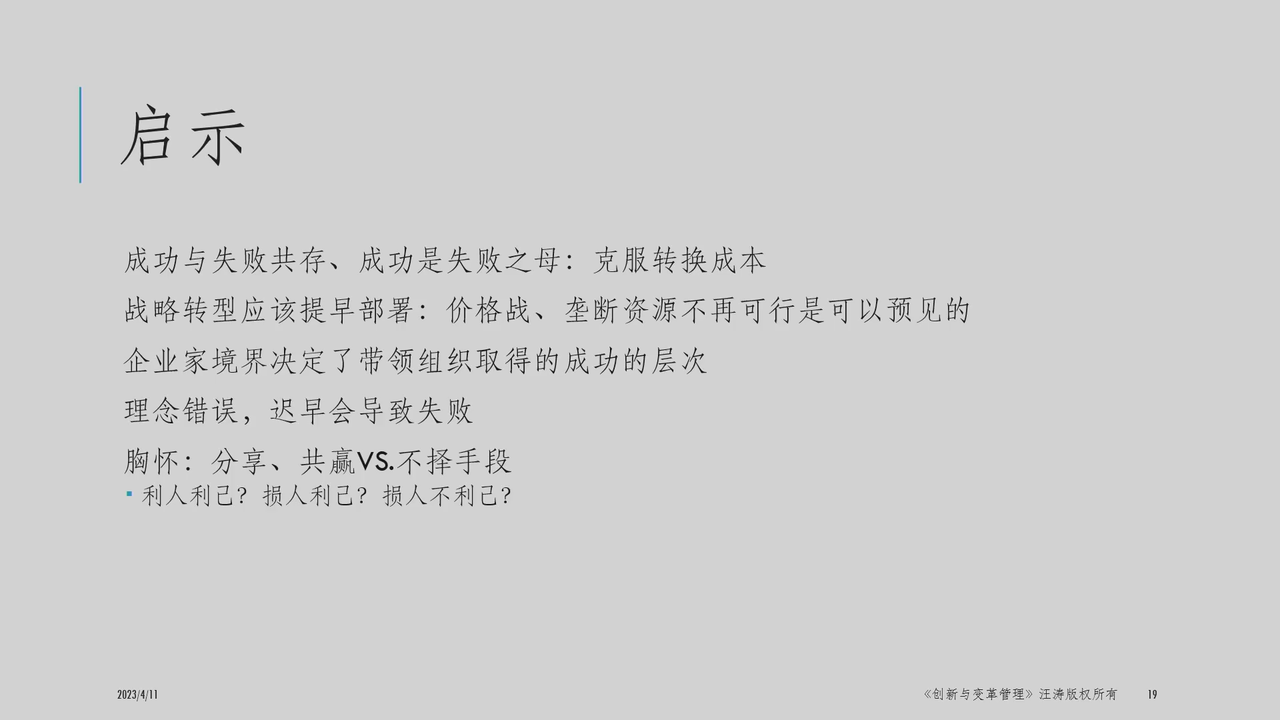 启示
成功与失败共存、成功是失败之母：克服转换成本
战略转型应该提早部署：价格战、垄断资源不再可行是可以预见的
企业家境界决定了带领组织取得的成功的层次
理念错误，迟早会导致失败
胸怀：分享、共赢VS.不择手段
▪ 利人利己？损人利己？损人不利己？
2023/4/11
《创新与变革管理》汪涛版权所有
19